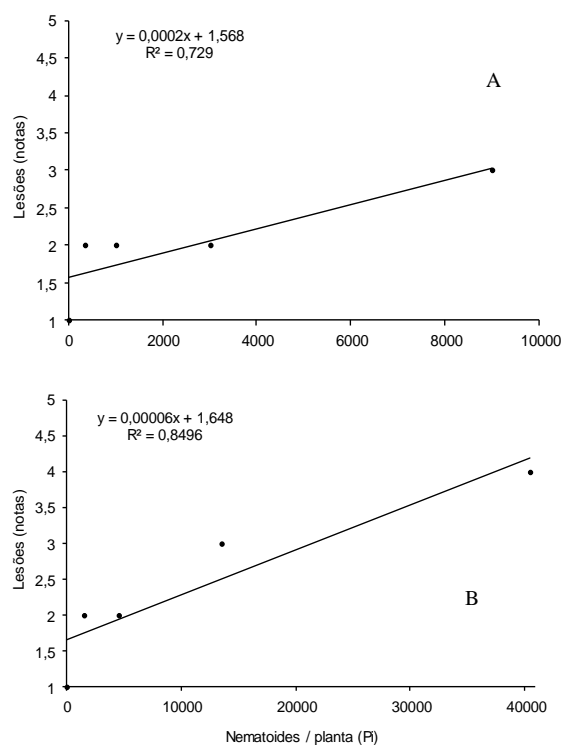 y = 0,0002x + 1,568
R² = 0,729
A
Lesões (notas)
5
4,5
4
3,5
3
2,5
2
1,5
1
0 2000 4000 6000 8000 10000
y = 0,00006x + 1,648
R² = 0,8496
B
Lesões (notas)
5
4,5
4
3,5
3
2,5
2
1,5
1
0 10000 20000 30000 40000
Nematoides / planta (Pi)